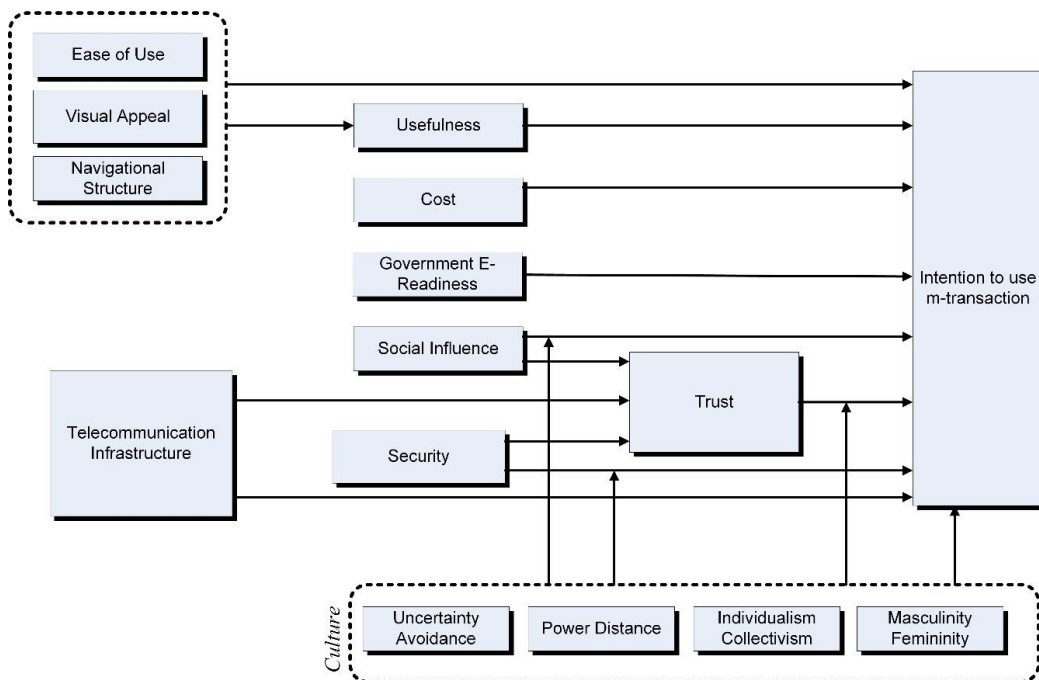 Ease of Use
Visual Appeal
Navigational
Structure
Usefulness
Cost
Government E-
Readiness
Social Influence
Intention to use
m-transaction
Telecommunication
Infrastructure
Trust
Security
Culture
Uncertainty
Avoidance
Power Distance
Individualism
Collectivism
Masculinity
Femininity